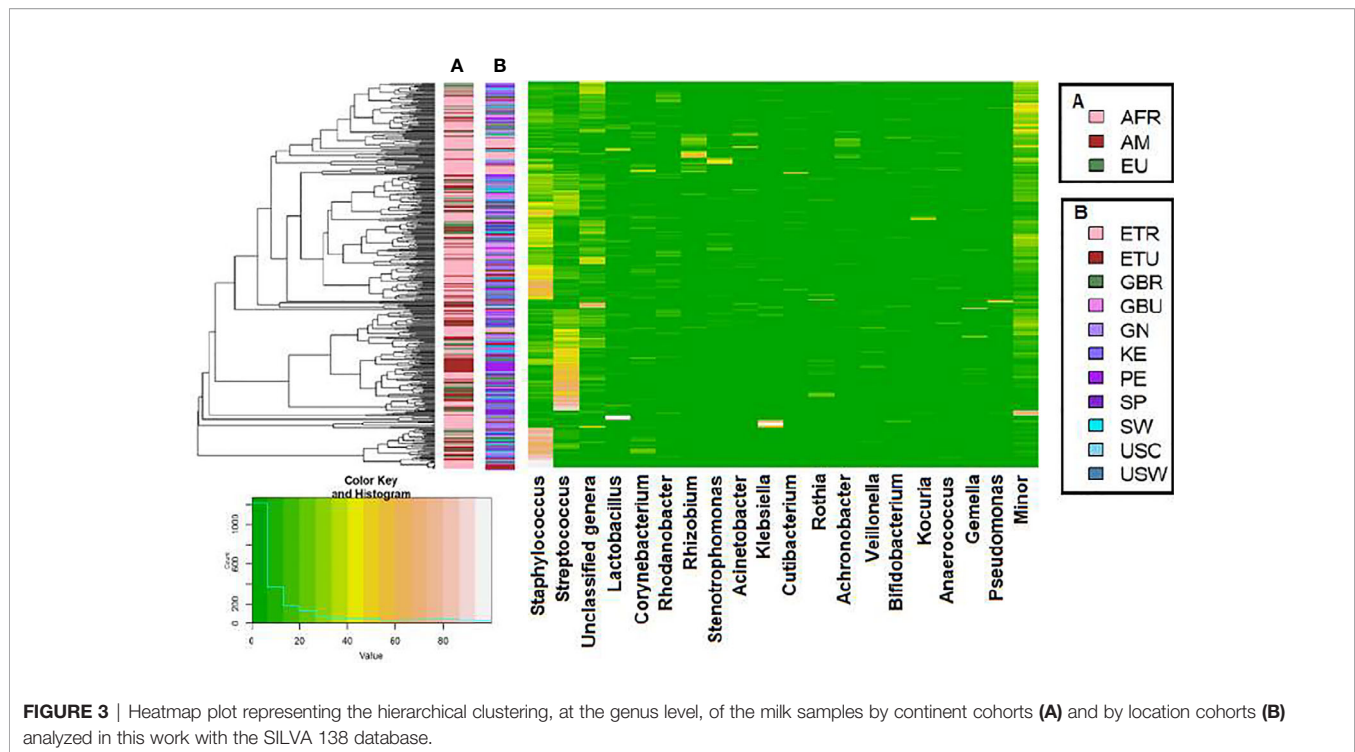 A B
A
AFR
AM
EU
B
ETR
ETU
GBR
GBU
GN
KE
PE
SP
SW
USC
USW
Staphylococcus
Streptococcus
Unclassified genera
Lactobacillus
Corynebacterium
Rhodanobacter
Rhizobium
Stenotrophomonas
Acinetobacter
Klebsiella
Cutibacterium
Rothia
Achronobacter
Veillonella
Bifidobacterium
Kocuria
Anaerococcus
Gemella
Pseudomonas
Minor
Color Key
and Histogram
Count
0 200 600 1000
0 20 40 60 80
Value
FIGURE 3 | Heatmap plot representing the hierarchical clustering, at the genus level, of the milk samples by continent cohorts (A) and by location cohorts (B)
analyzed in this work with the SILVA 138 database.